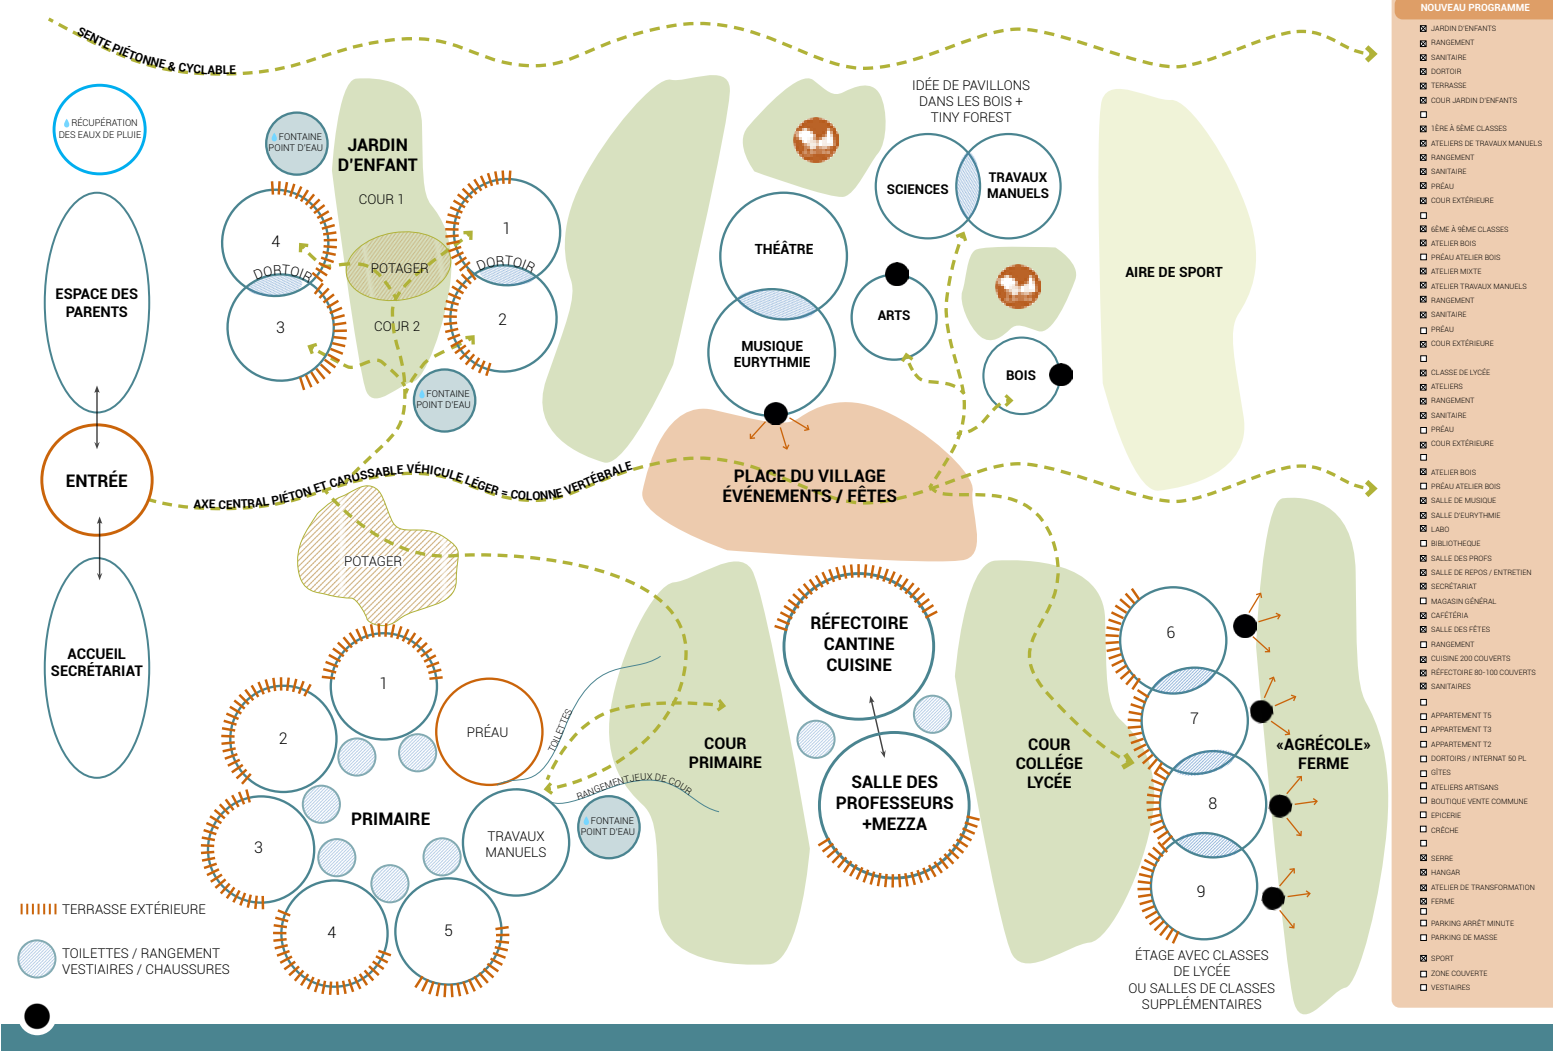 SENTE PIÉTONNE & CYCLABLE
RÉCUPÉRATION
DES EAUX DE PLUIE
ESPACE DES
PARENTS
ENTRÉE
ACCUEIL
SECRÉTARIAT
FONTAINE
POINT D'EAU
JARDIN
D'ENFANT
COUR 1
4
DORTOIR
3
POTAGER
COUR 2
1
DORTOIR
2
FONTAINE
POINT D'EAU
AXE CENTRAL PIÉTON ET CAROSSABLE VÉHICULE LÉGER = COLONNE VERTÉBRALE
POTAGER
THÉÂTRE
MUSIQUE
EURYTHMIE
IDÉE DE PAVILLONS
DANS LES BOIS +
TINY FOREST
SCIENCES
TRAVAUX
MANUELS
ARTS
BOIS
AIRE DE SPORT
PLACE DU VILLAGE
ÉVÉNEMENTS / FÊTES
1
2
3
4
5
PRIMAIRE
PRÉAU
TRAVAUX
MANUELS
TOILETTES
RANGEMENT JEUX DE COUR
FONTAINE
POINT D'EAU
COUR
PRIMAIRE
RÉFECTOIRE
CANTINE
CUISINE
SALLE DES
PROFESSEURS
+MEZZA
COUR
COLLÉGE
LYCÉE
6
7
8
9
«AGRÉCOLE»
FERME
ÉTAGE AVEC CLASSES
DE LYCÉE
OU SALLES DE CLASSES
SUPPLÉMENTAIRES
TERRASSE EXTÉRIEURE
TOILETTES / RANGEMENT
VESTIAIRES / CHAUSSURES
NOUVEAU PROGRAMME
JARDIN D'ENFANTS
RANGEMENT
SANITAIRE
DORTOIR
TERRASSE
COUR JARDIN D'ENFANTS
1ÈRE À 5ÈME CLASSES
ATELIERS DE TRAVAUX MANUELS
RANGEMENT
SANITAIRE
PRÉAU
COUR EXTÉRIEURE
6ÈME À 9ÈME CLASSES
ATELIER BOIS
PRÉAU ATELIER BOIS
ATELIER MIXTE
ATELIER TRAVAUX MANUELS
RANGEMENT
SANITAIRE
PRÉAU
COUR EXTÉRIEURE
CLASSE DE LYCÉE
ATELIERS
RANGEMENT
SANITAIRE
PRÉAU
COUR EXTÉRIEURE
ATELIER BOIS
PRÉAU ATELIER BOIS
SALLE DE MUSIQUE
SALLE D'EURYTHMIE
LABO
BIBLIOTHEQUE
SALLE DES PROFS
SALLE DE REPOS / ENTRETIEN
SECRÉTARIAT
MAGASIN GÉNÉRAL
CAFÉTÉRIA
SALLE DES FÊTES
RANGEMENT
CUISINE 200 COUVERTS
RÉFECTOIRE 80-100 COUVERTS
SANITAIRES
APPARTEMENT T5
APPARTEMENT T3
APPARTEMENT T2
DORTOIRS / INTERNAT 50 PL
GÎTES
ATELIERS ARTISANS
BOUTIQUE VENTE COMMUNE
EPICERIE
CRÈCHE
SERRE
HANGAR
ATELIER DE TRANSFORMATION
FERME
PARKING ARRÊT MINUTE
PARKING DE MASSE
SPORT
ZONE COUVERTE
VESTIAIRES